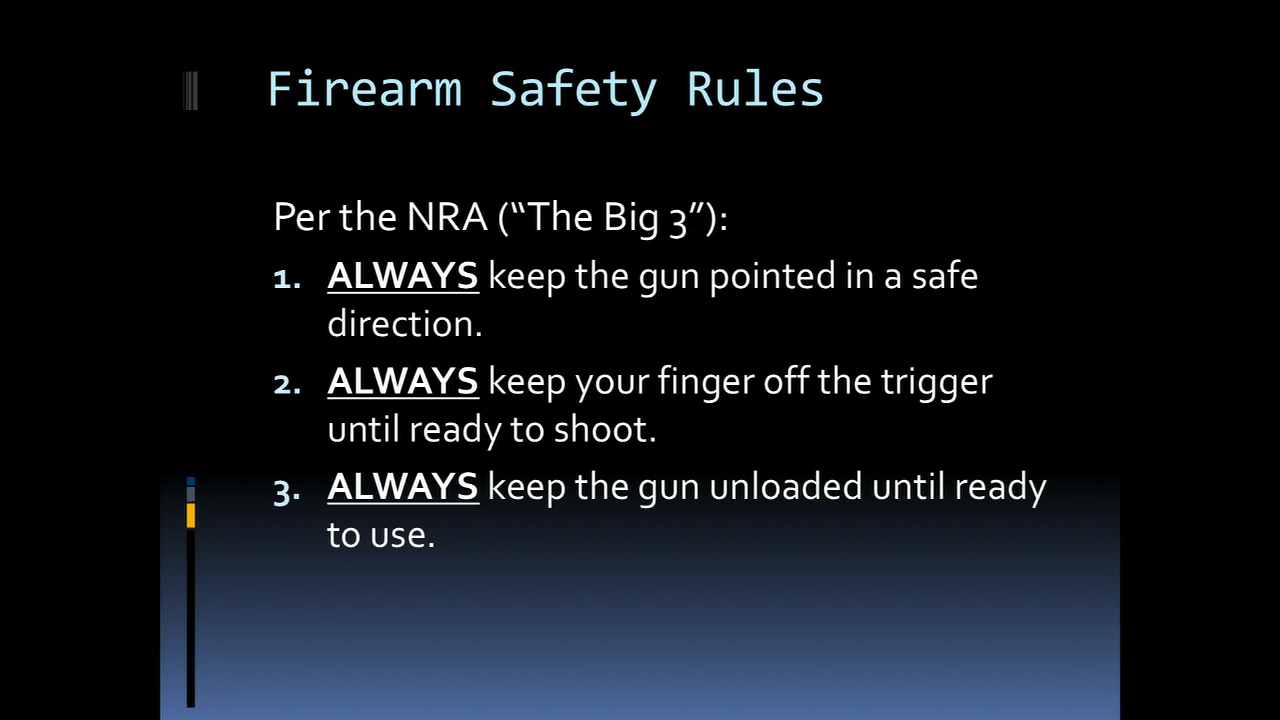 Firearm Safety Rules
Per the NRA (“The Big 3”):
1. ALWAYS keep the gun pointed in a safe
direction.
2. ALWAYS keep your finger off the trigger
until ready to shoot.
3. ALWAYS keep the gun unloaded until ready
to use.